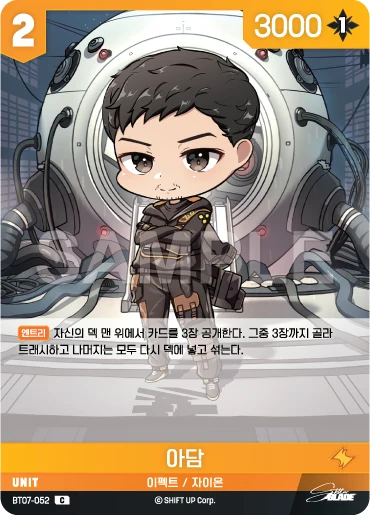 2
3000 1
SAMPLE
엔트리 자신의 덱 맨 위에서 카드를 3장 공개한다. 그중 3장까지 골라
트래시하고 나머지는 모두 다시 덱에 넣고 섞는다.
아담
UNIT
이펙트 / 자이온
BT07-052 C
© SHIFT UP Corp.
Stellar BLADE